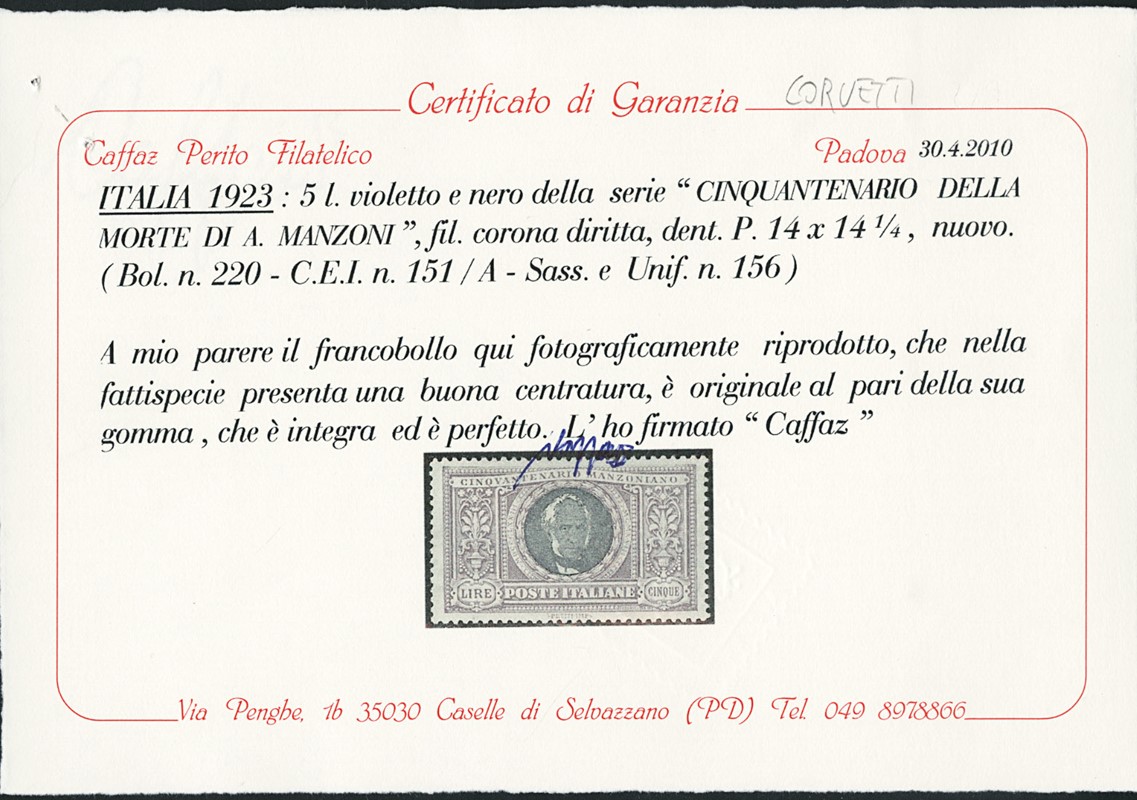 Certificato di Garanzia
CORVETTI
Caffaz Perito Filatelico
Padova 30.4.2010
ITALIA 1923 : 5 l. violetto e nero della serie “ CINQUANTENARIO DELLA
MORTE DI A. MANZONI ”, fil. corona diritta, dent. P. 14 x 14 ¼ , nuovo.
( Bol. n. 220 - C.E.I. n. 151 / A - Sass. e Unif. n. 156 )
A mio parere il francobollo qui fotograficamente riprodotto, che nella
fattispecie presenta una buona centratura, è originale al pari della sua
gomma , che è integra ed è perfetto. L’ ho firmato “ Caffaz ”
CINQVANTENARIO MANZONIANO
LIRE POSTE ITALIANE CINQUE
Via Penghe, 1b 35030 Caselle di Selvazzano (PD) Tel. 049 8978866